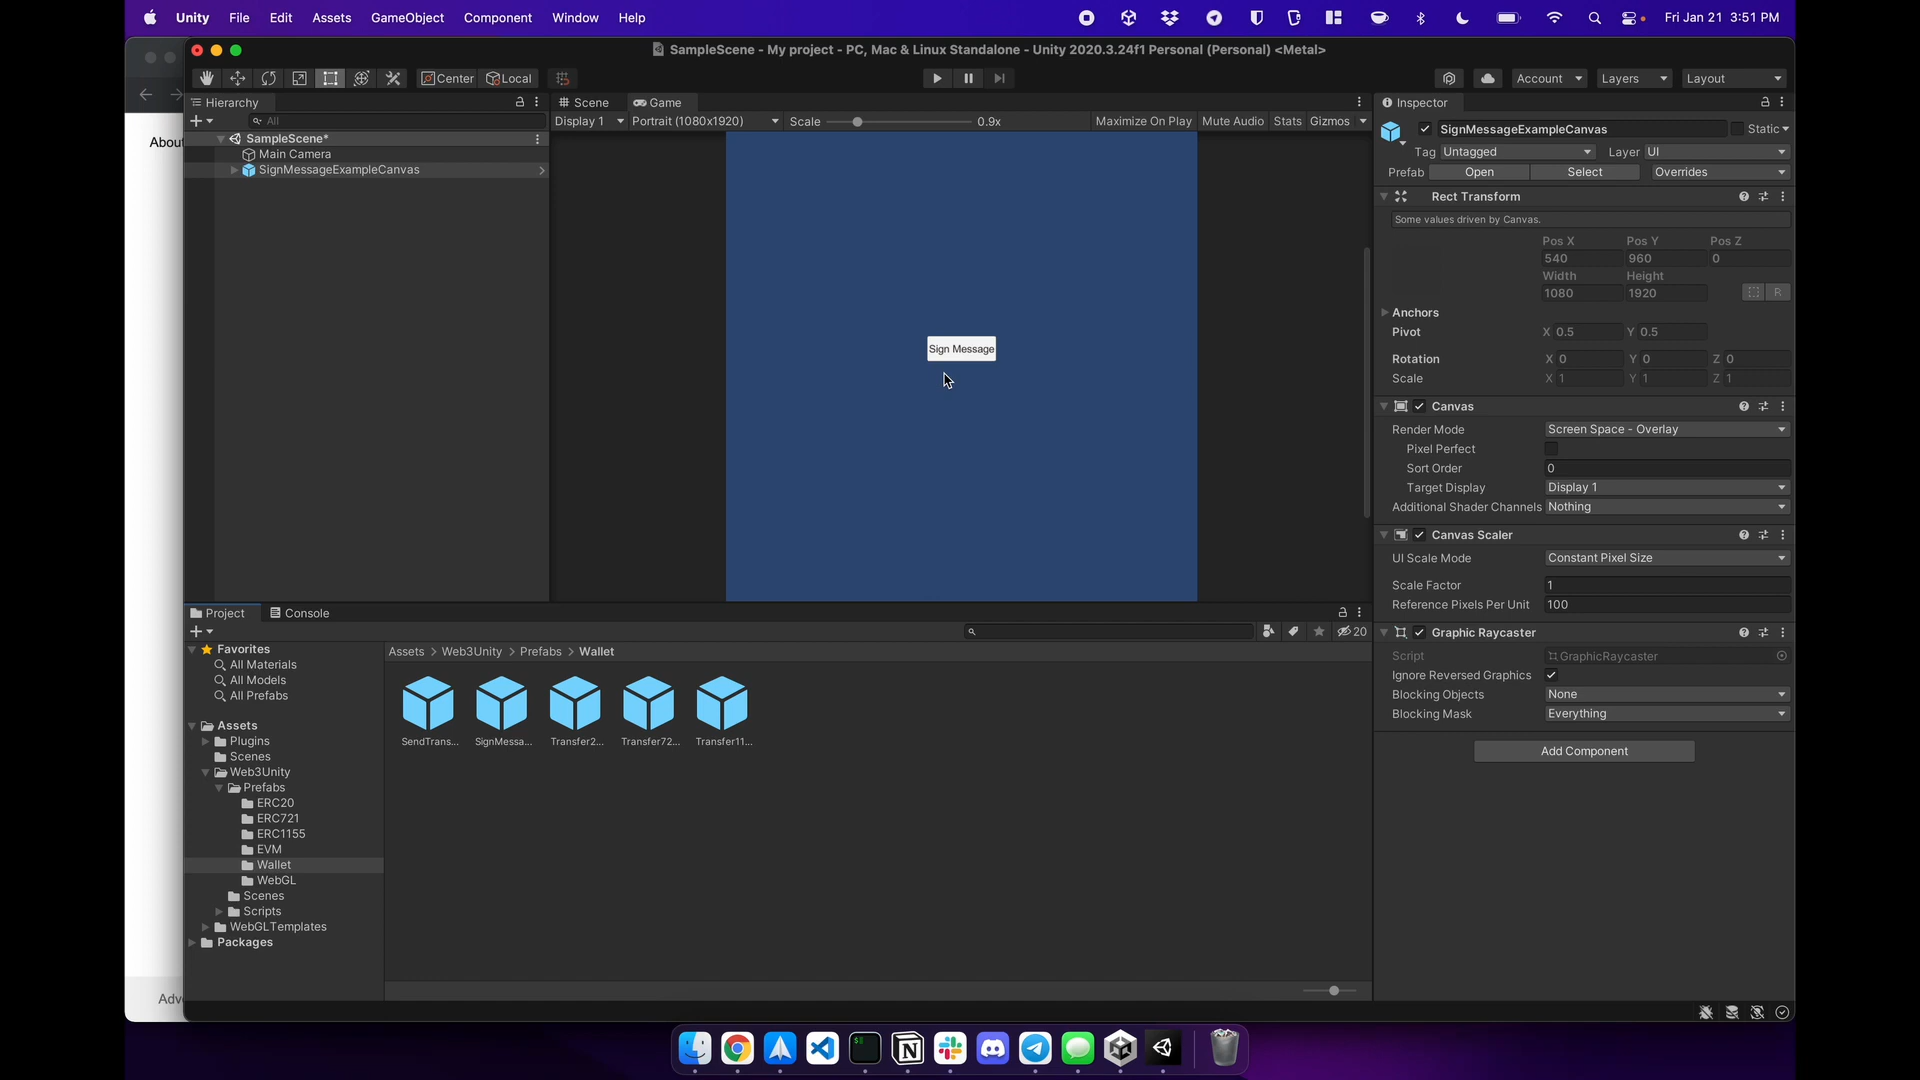 Unity File Edit Assets GameObject Component Window Help Fri Jan 21 3:51 PM
SampleScene - My project - PC, Mac & Linux Standalone - Unity 2020.3.24f1 Personal (Personal) <Metal>
Center Local Account Layers Layout
Hierarchy
All
SampleScene*
Main Camera
SignMessageExampleCanvas
Scene Game
Display 1 Portrait (1080x1920) Scale 0.9x Maximize On Play Mute Audio Stats Gizmos
Sign Message
Inspector
SignMessageExampleCanvas Static
Tag Untagged Layer UI
Prefab Open Select Overrides
Rect Transform
Some values driven by Canvas.
Pos X Pos Y Pos Z
540 960 0
Width Height
1080 1920
R
Anchors
Pivot X 0.5 Y 0.5
Rotation X 0 Y 0 Z 0
Scale X 1 Y 1 Z 1
Canvas
Render Mode Screen Space - Overlay
Pixel Perfect
Sort Order 0
Target Display Display 1
Additional Shader Channels Nothing
Canvas Scaler
UI Scale Mode Constant Pixel Size
Scale Factor 1
Reference Pixels Per Unit 100
Graphic Raycaster
Script GraphicRaycaster
Ignore Reversed Graphics
Blocking Objects None
Blocking Mask Everything
Add Component
Project Console
20
Favorites
All Materials
All Models
All Prefabs
Assets
Plugins
Scenes
Web3Unity
Prefabs
ERC20
ERC721
ERC1155
EVM
Wallet
WebGL
Scenes
Scripts
WebGLTemplates
Packages
Assets > Web3Unity > Prefabs > Wallet
SendTrans... SignMessa... Transfer2... Transfer72... Transfer11...
About
Adve